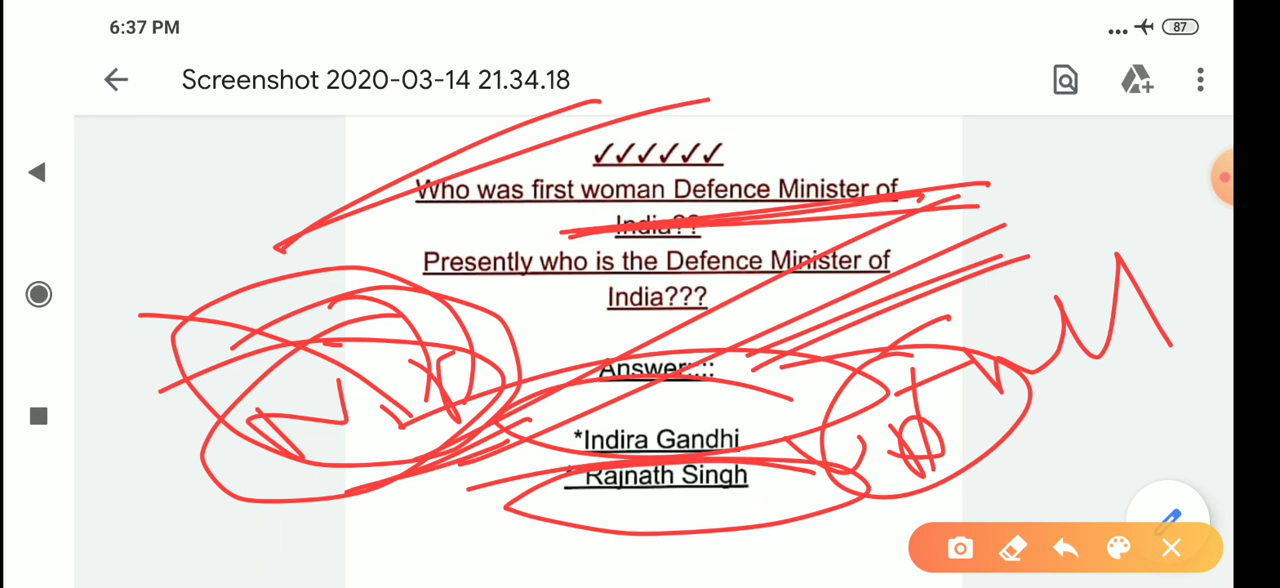 6:37 PM
87
Screenshot 2020-03-14 21.34.18
✓✓✓✓✓✓
Who was first woman Defence Minister of
India??
Presently who is the Defence Minister of
India???
Answer:::
*Indira Gandhi
* Rajnath Singh